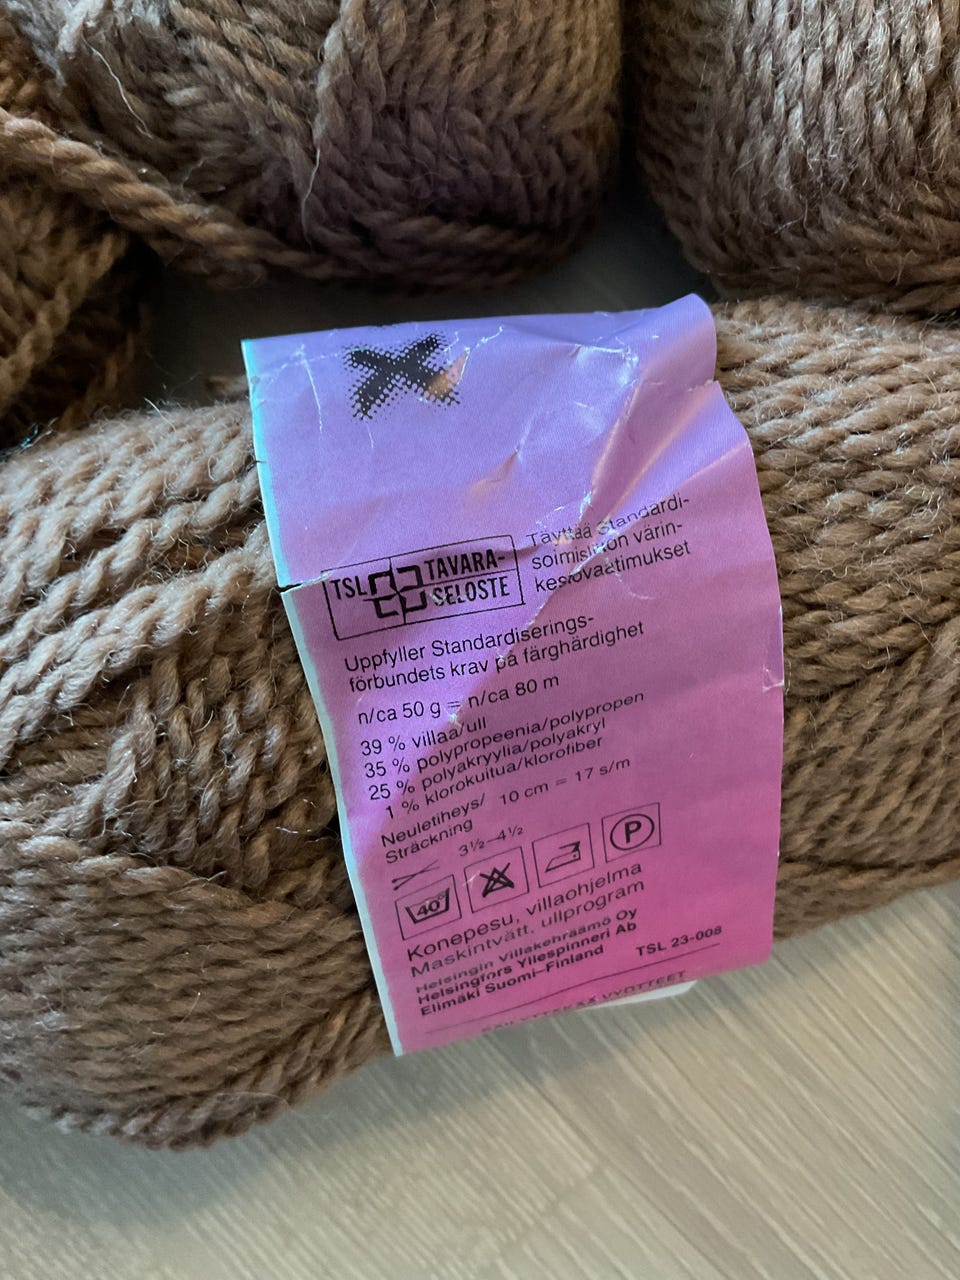 TSL TAVARA-
SELOSTE
Täyttää Standardi-
soimisliiton värin-
kestovaatimukset
Uppfyller Standardiserings-
förbundets krav på färghärdighet
n/ca 50 g = n/ca 80 m
39 % villaa/ull
35 % polypropeenia/polypropen
25 % polyakryylia/polyakryl
1 % klorokuitua/klorofiber
Neuletiheys/ 10 cm = 17 s/m
Sträckning
3½–4½
40°
P
Konepesu, villaohjelma
Maskintvätt, ullprogram
Helsingin Villakehräämö Oy
Helsingfors Yllespinneri Ab
Elimäki Suomi–Finland
TSL 23-008
VYÖTTEET